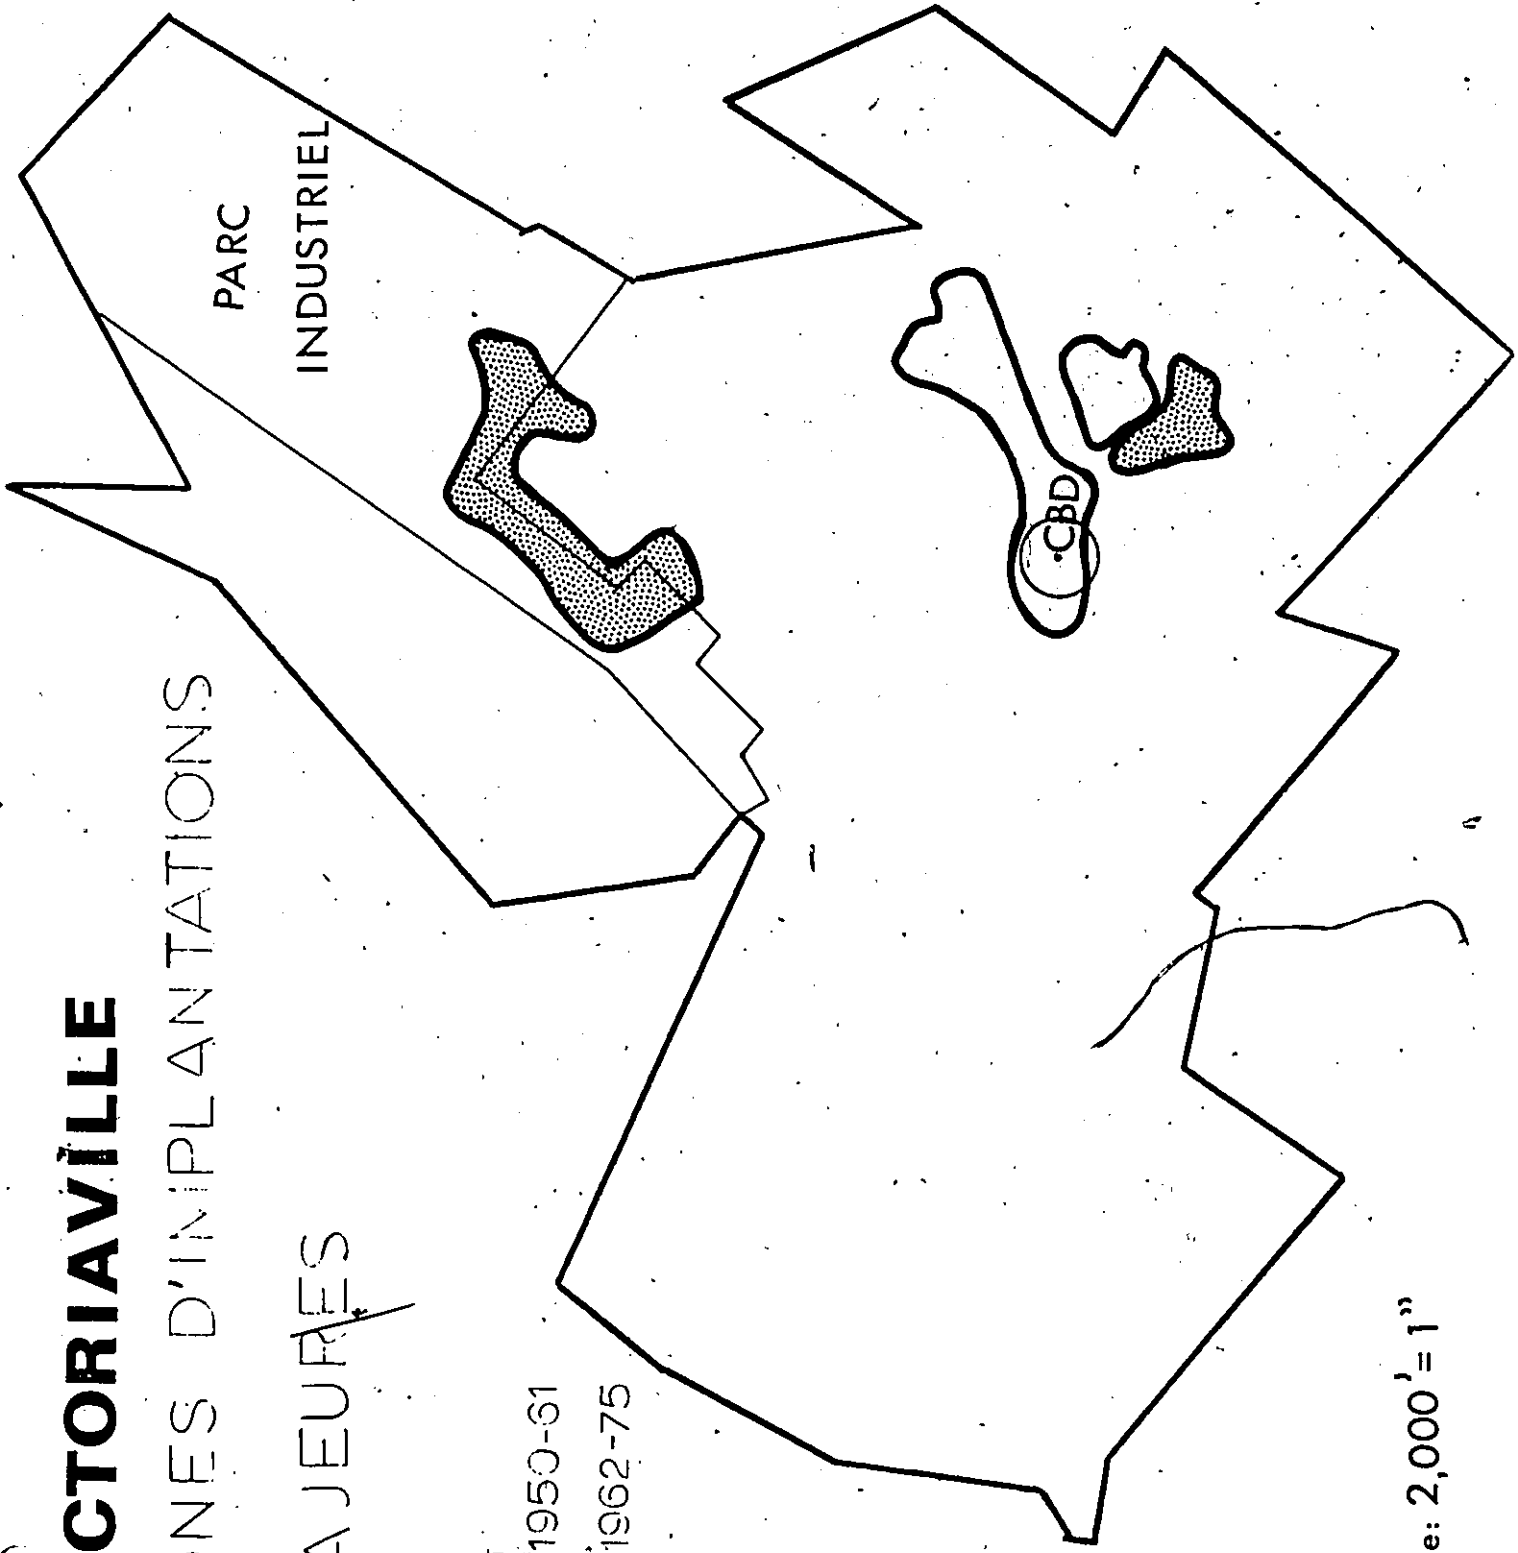 CTORIAVILLE
NES D'IMPLANTATIONS
AJEURES
1950-61
1962-75
PARC
INDUSTRIEL
CBD
e: 2,000'= 1"